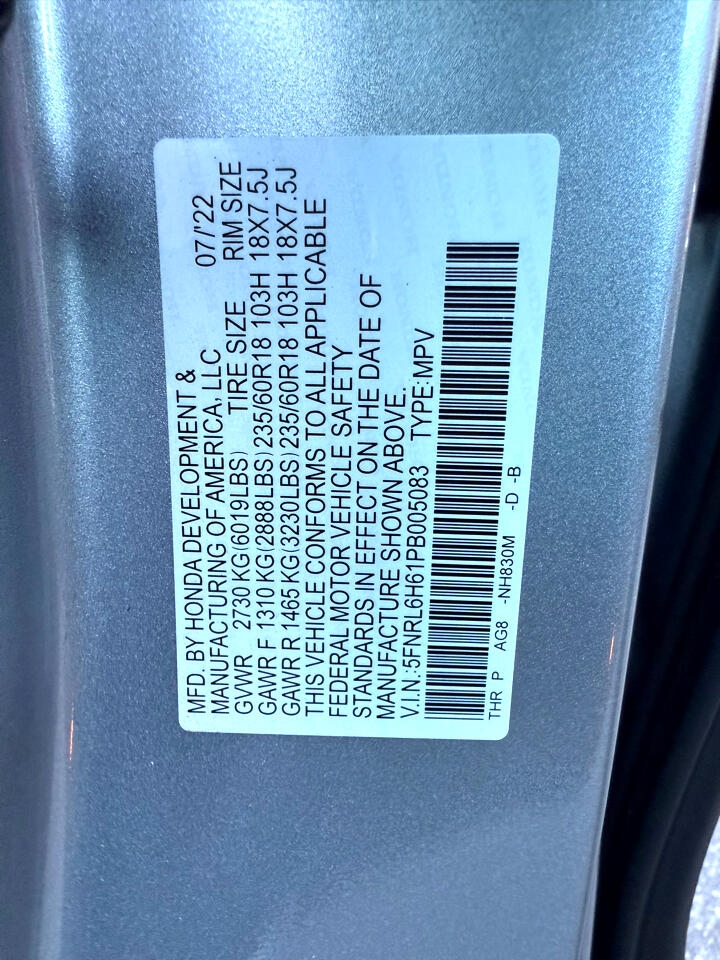 MFD. BY HONDA DEVELOPMENT &
MANUFACTURING OF AMERICA, LLC 07/'22
GVWR 2730 KG(6019LBS) TIRE SIZE RIM SIZE
GAWR F 1310 KG(2888LBS) 235/60R18 103H 18X7.5J
GAWR R 1465 KG(3230LBS) 235/60R18 103H 18X7.5J
THIS VEHICLE CONFORMS TO ALL APPLICABLE
FEDERAL MOTOR VEHICLE SAFETY
STANDARDS IN EFFECT ON THE DATE OF
MANUFACTURE SHOWN ABOVE.
V.I.N.:5FNRL6H61PB005083 TYPE:MPV
THR P AG8 -NH830M -D -B